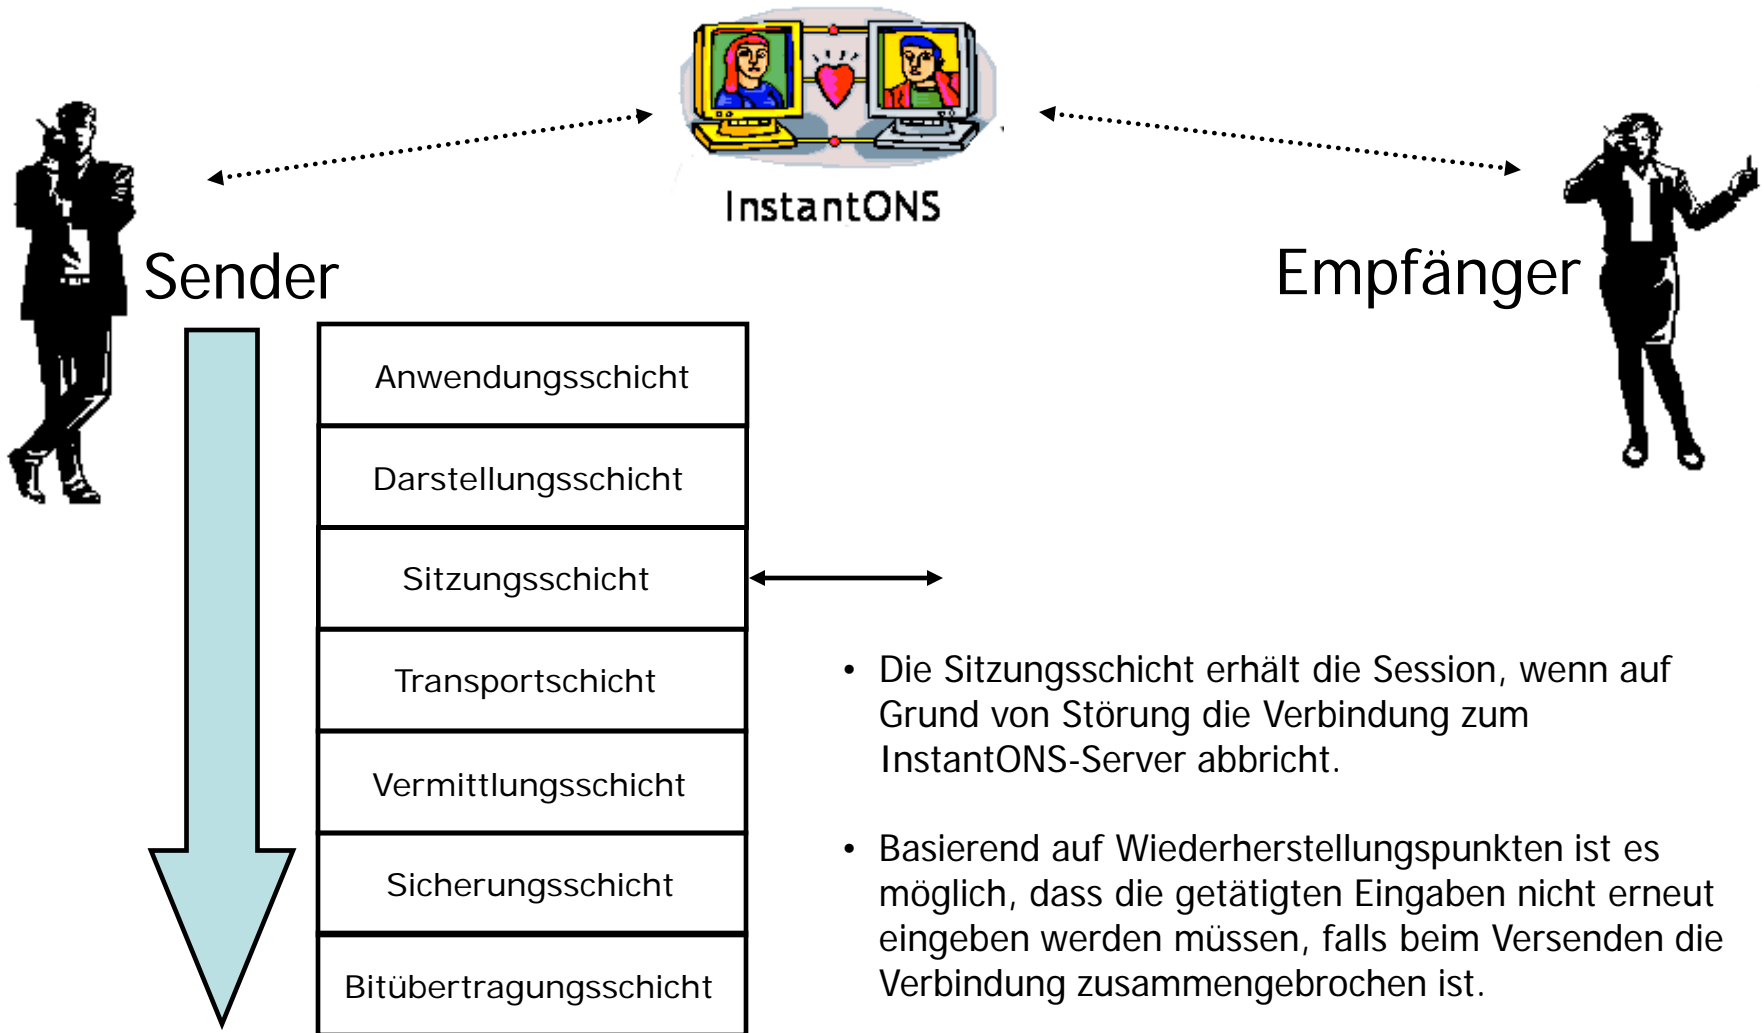 InstantONS
Sender
Empfänger
Anwendungsschicht
Darstellungsschicht
Sitzungsschicht
Transportschicht
Vermittlungsschicht
Sicherungsschicht
Bitübertragungsschicht
• Die Sitzungsschicht erhält die Session, wenn auf
Grund von Störung die Verbindung zum
InstantONS-Server abbricht.
• Basierend auf Wiederherstellungspunkten ist es
möglich, dass die getätigten Eingaben nicht erneut
eingeben werden müssen, falls beim Versenden die
Verbindung zusammengebrochen ist.